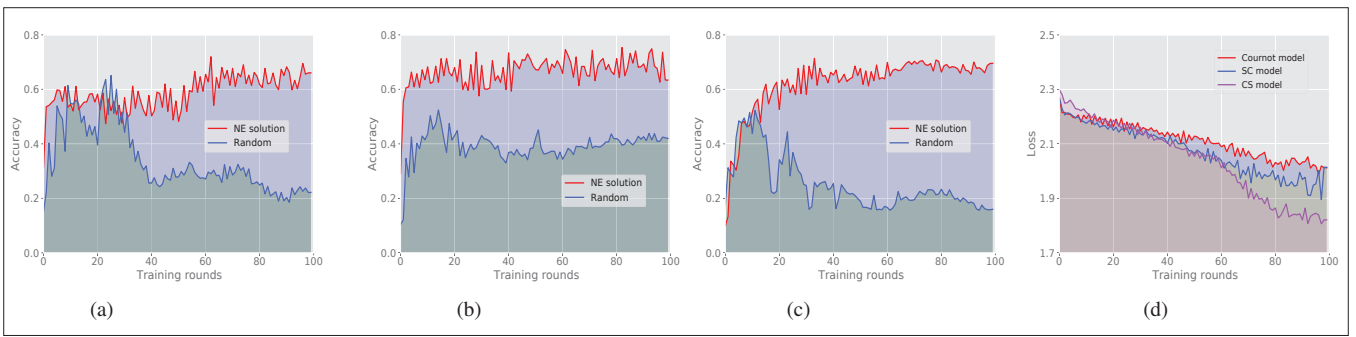 0.8
0.6
0.4
0.2
0.0
Accuracy
0 20 40 60 80 100
Training rounds
NE solution
Random
(a)
0.8
0.6
0.4
0.2
0.0
Accuracy
0 20 40 60 80 100
Training rounds
NE solution
Random
(b)
0.8
0.6
0.4
0.2
0.0
Accuracy
0 20 40 60 80 100
Training rounds
NE solution
Random
(c)
2.5
2.3
2.1
1.9
1.7
Loss
0 20 40 60 80 100
Training rounds
Cournot model
SC model
CS model
(d)